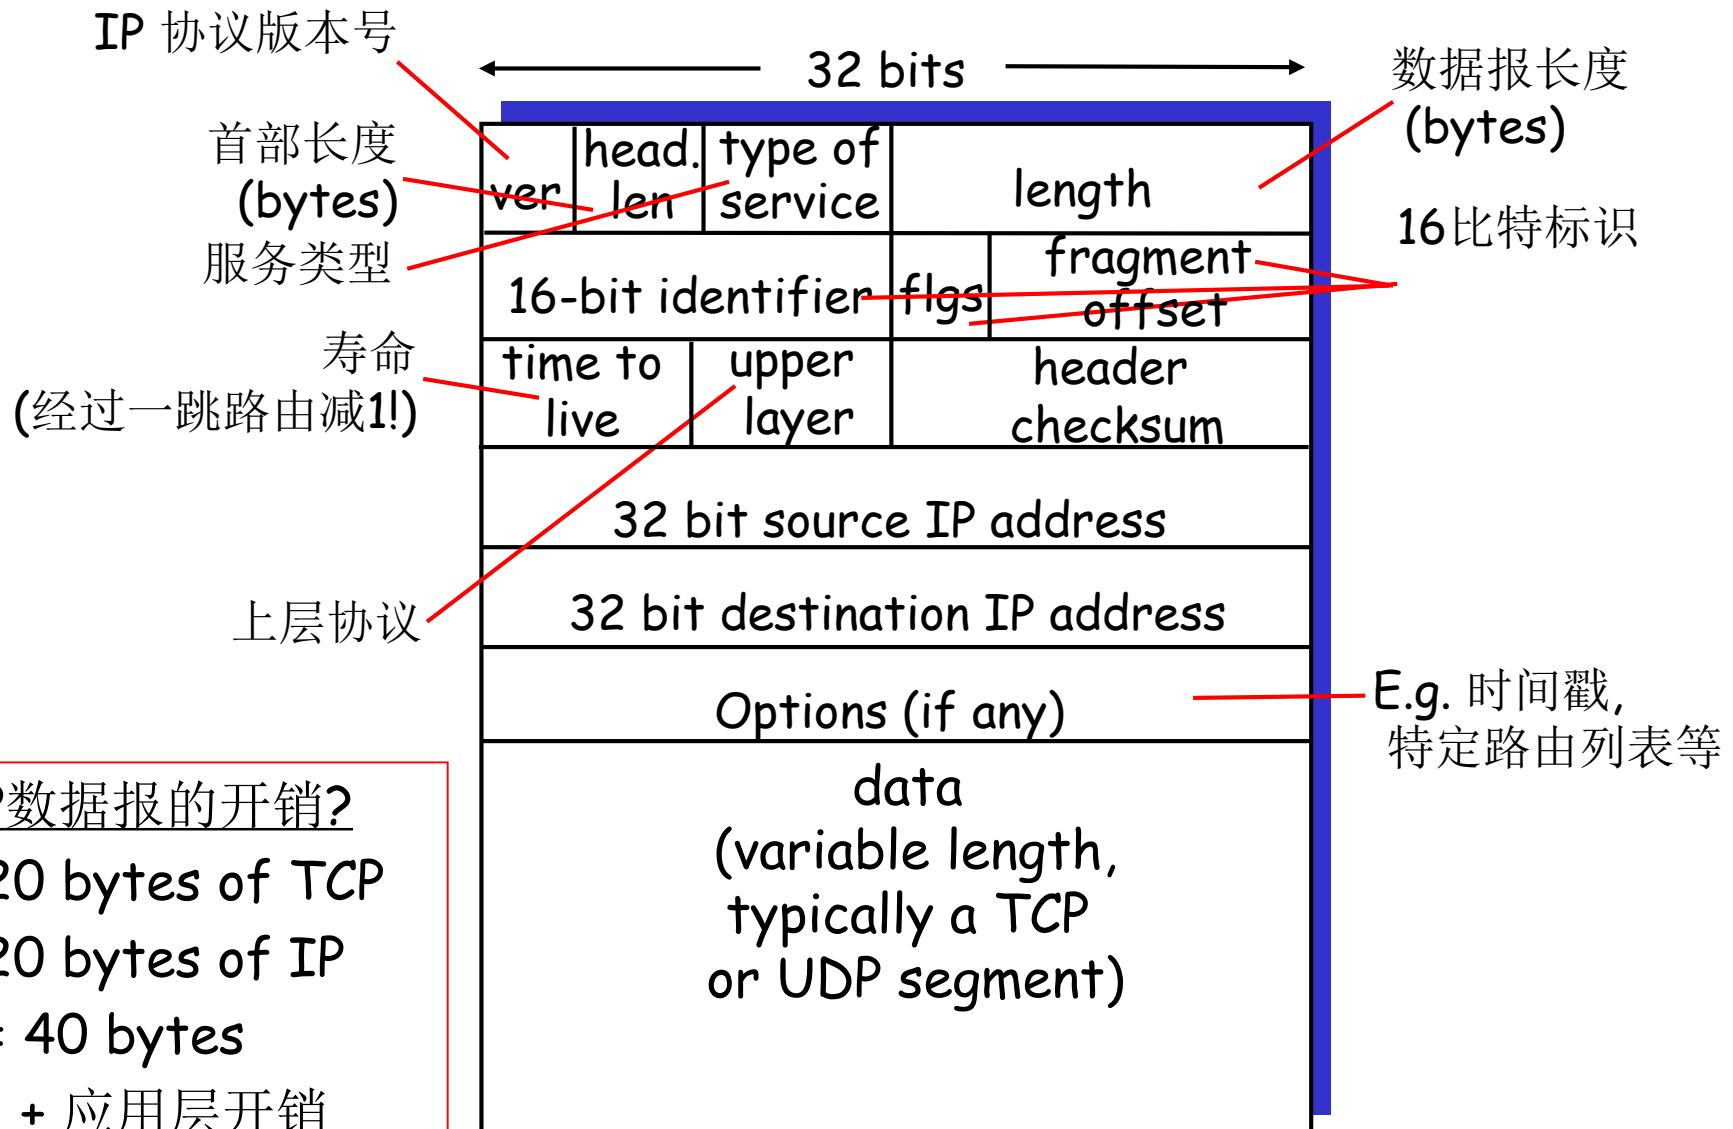 IP 协议版本号
32 bits
数据报长度
(bytes)
首部长度
(bytes)
服务类型
ver
head.
len
type of
service
length
16比特标识
16-bit identifier
flgs
fragment
offset
寿命
(经过一跳路由减1!)
time to
live
upper
layer
header
checksum
32 bit source IP address
上层协议
32 bit destination IP address
Options (if any)
E.g. 时间戳,
特定路由列表等
data
(variable length,
typically a TCP
or UDP segment)
数据报的开销?
20 bytes of TCP
20 bytes of IP
= 40 bytes
+ 应用层开销